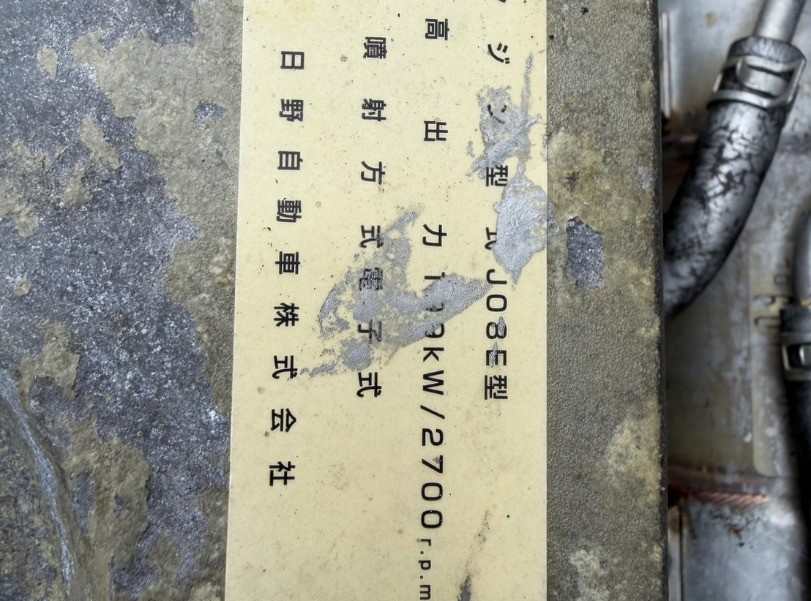 ジン型式 J08E型
高出力 kW/2700r.p.m
噴射方式 電子式
日野自動車株式会社